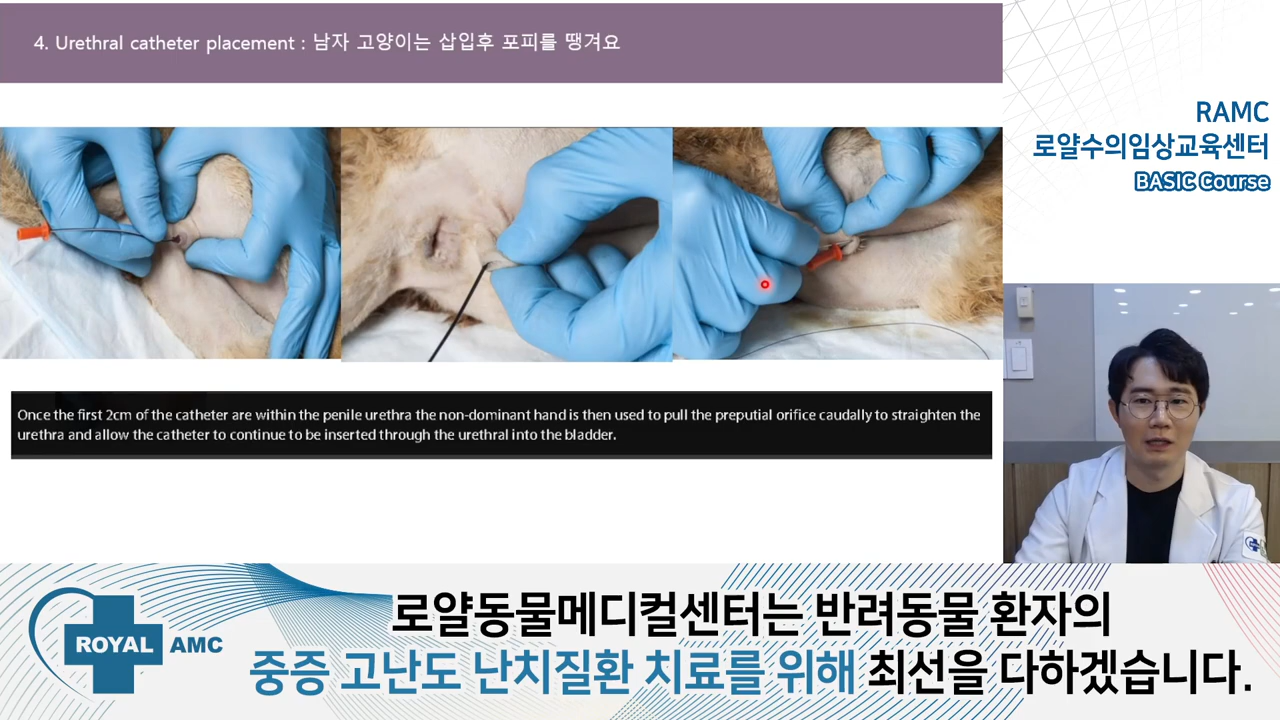 4. Urethral catheter placement : 남자 고양이는 삽입후 포피를 땡겨요
RAMC
로얄수의임상교육센터
BASIC Course
Once the first 2cm of the catheter are within the penile urethra the non-dominant hand is then used to pull the preputial orifice caudally to straighten the
urethra and allow the catheter to continue to be inserted through the urethral into the bladder.
ROYAL AMC
로얄동물메디컬센터는 반려동물 환자의
중증 고난도 난치질환 치료를 위해 최선을 다하겠습니다.